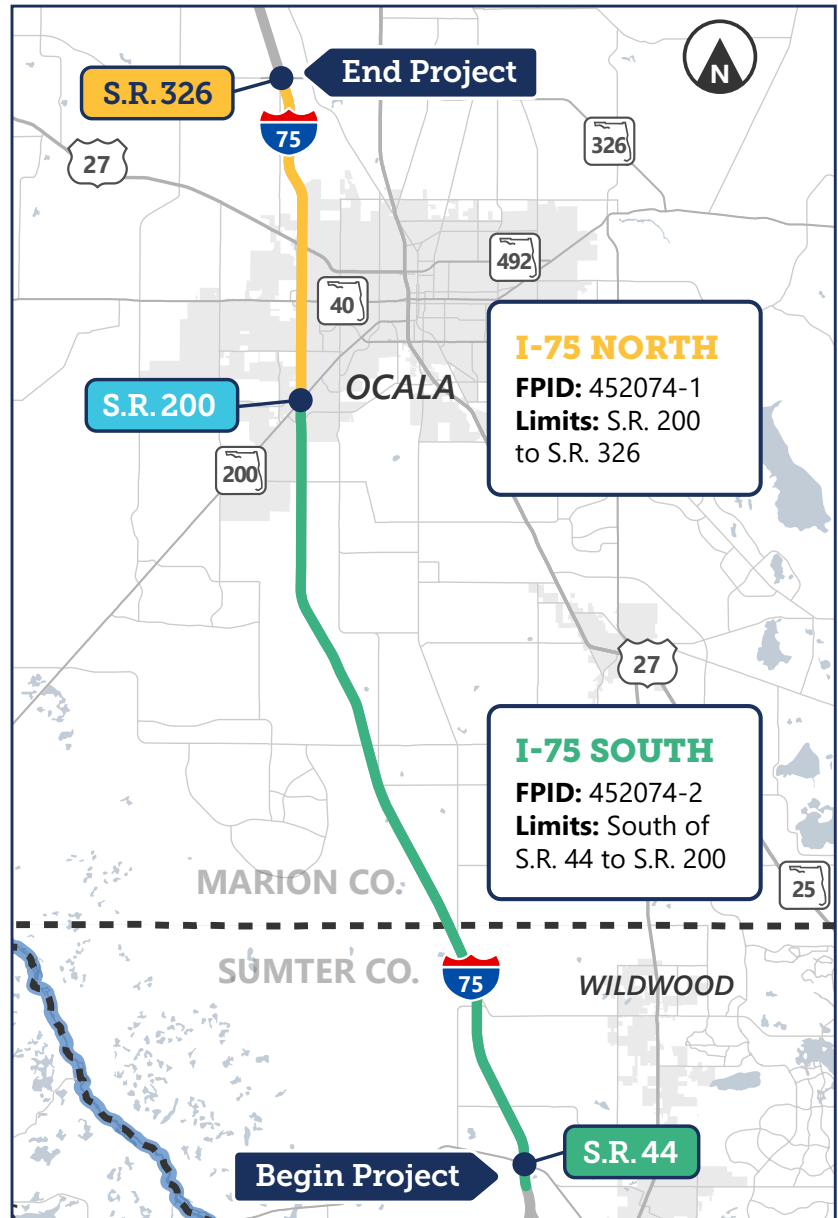 End Project
N
S.R. 326
75
326
27
492
40
I-75 NORTH
FPID: 452074-1
Limits: S.R. 200
to S.R. 326
OCALA
S.R. 200
200
27
I-75 SOUTH
FPID: 452074-2
Limits: South of
S.R. 44 to S.R. 200
MARION CO.
25
SUMTER CO.
75
WILDWOOD
S.R. 44
Begin Project